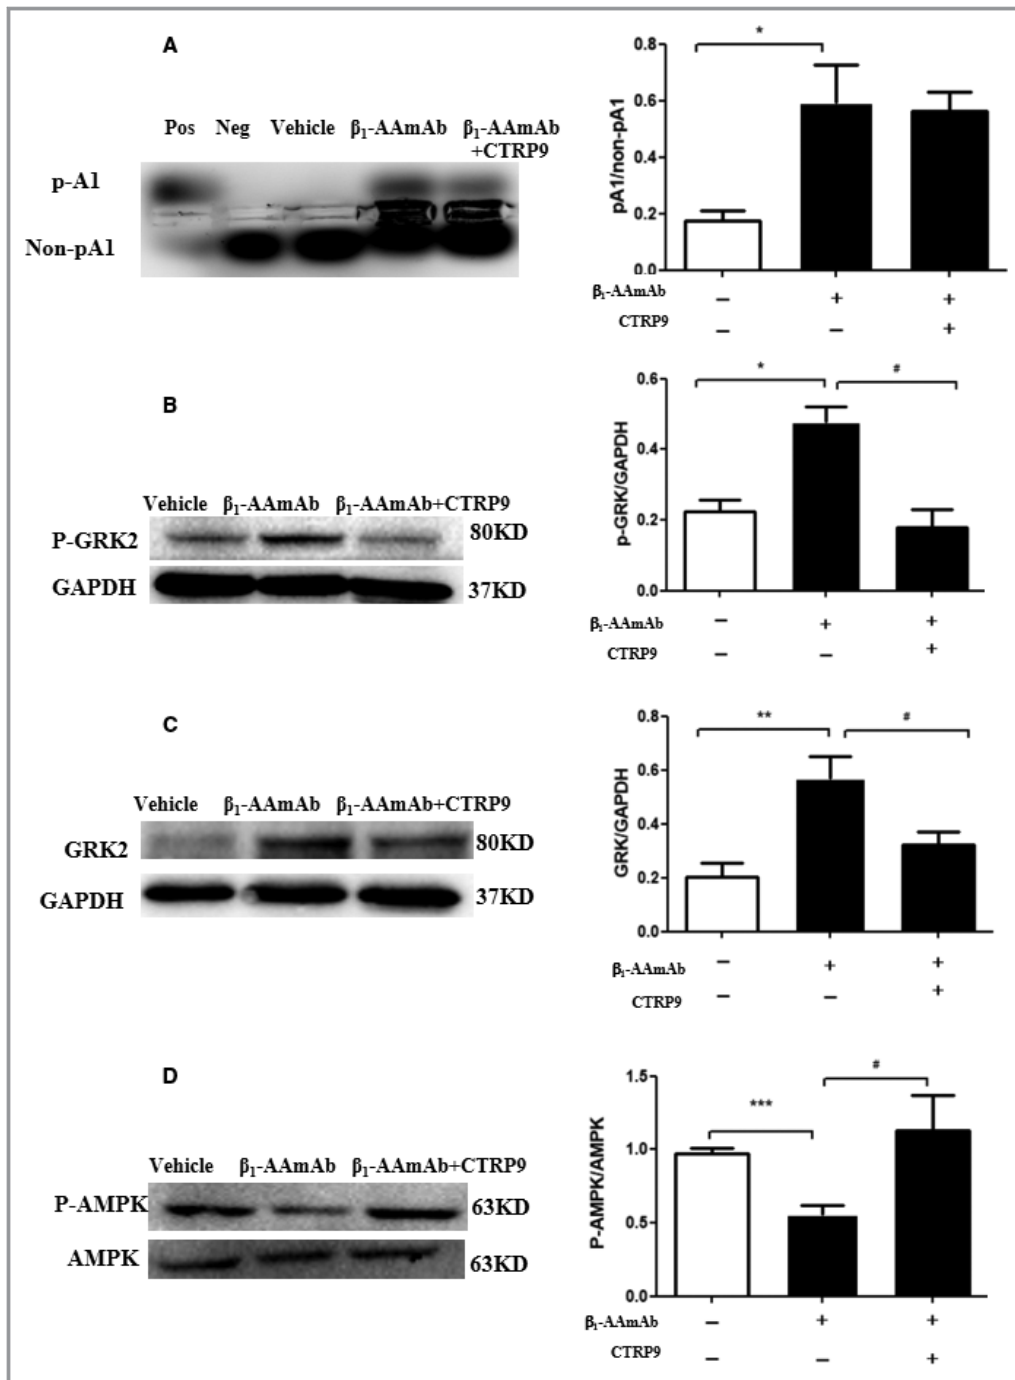 A
Pos Neg Vehicle β1-AAmAb β1-AAmAb
+CTRP9
p-A1
Non-pA1
*
0.8
0.6
0.4
0.2
0.0
pA1/non-pA1
β1-AAmAb − + +
CTRP9 − − +
B
Vehicle β1-AAmAb β1-AAmAb+CTRP9
P-GRK2 80KD
GAPDH 37KD
* #
0.6
0.4
0.2
0.0
p-GRK/GAPDH
β1-AAmAb − + +
CTRP9 − − +
C
Vehicle β1-AAmAb β1-AAmAb+CTRP9
GRK2 80KD
GAPDH 37KD
** #
0.8
0.6
0.4
0.2
0.0
GRK/GAPDH
β1-AAmAb − + +
CTRP9 − − +
D
Vehicle β1-AAmAb β1-AAmAb+CTRP9
P-AMPK 63KD
AMPK 63KD
*** #
1.5
1.0
0.5
0.0
P-AMPK/AMPK
β1-AAmAb − + +
CTRP9 − − +